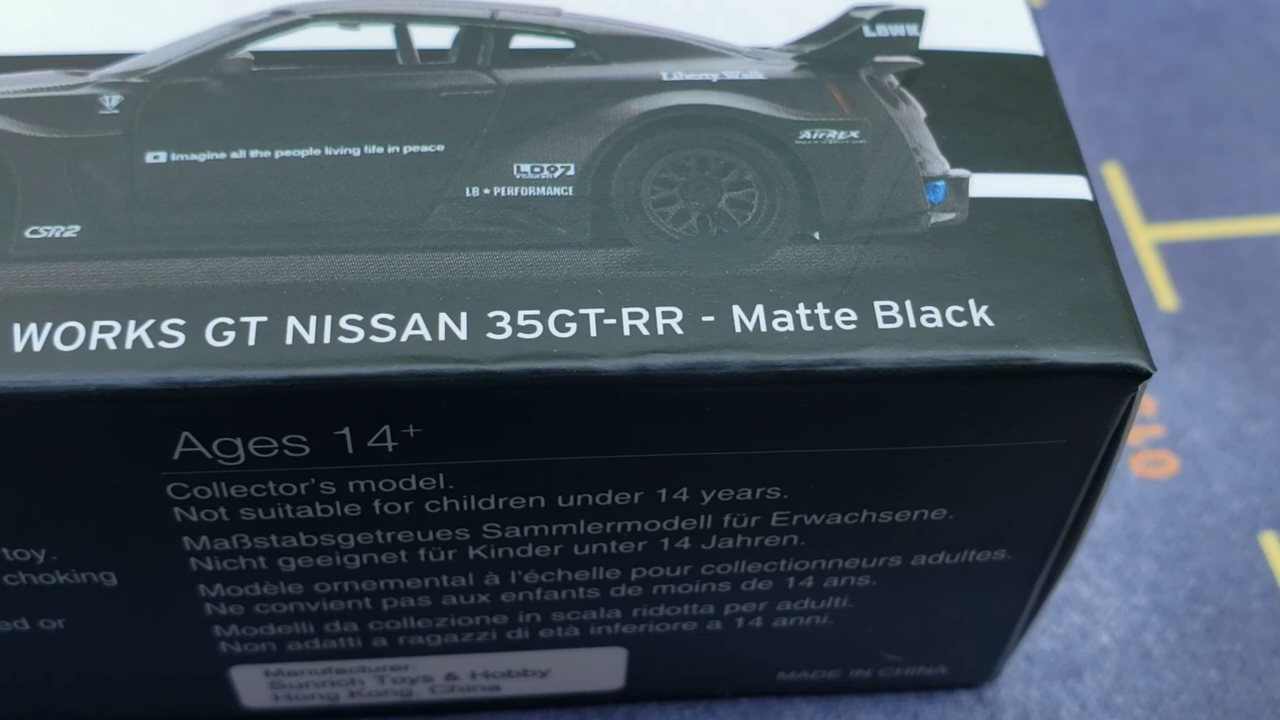 LBWK
Liberty Walk
AirREX
Imagine all the people living life in peace
LD97
LB★PERFORMANCE
CSR2
WORKS GT NISSAN 35GT-RR - Matte Black
Ages 14+
Collector's model.
Not suitable for children under 14 years.
Maßstabsgetreues Sammlermodell für Erwachsene.
Nicht geeignet für Kinder unter 14 Jahren.
Modèle ornemental à l'échelle pour collectionneurs adultes.
Ne convient pas aux enfants de moins de 14 ans.
Modelli da collezione in scala ridotta per adulti.
Non adatti a ragazzi di età inferiore a 14 anni.
toy.
choking
ed or
Manufacturer:
Sunrich Toys & Hobby
Hong Kong, China
MADE IN CHINA